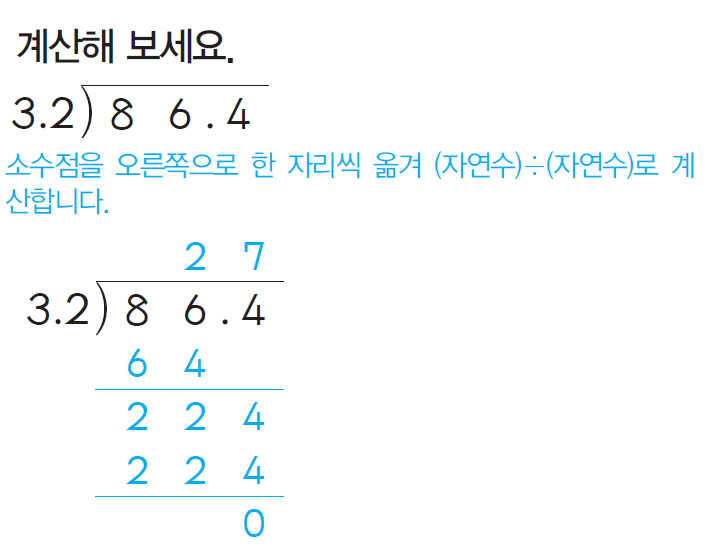 계산해 보세요.
3.2)8 6.4
소수점을 오른쪽으로 한 자리씩 옮겨 (자연수)÷(자연수)로 계
산합니다.
2 7
3.2)8 6.4
6 4
2 2 4
2 2 4
0